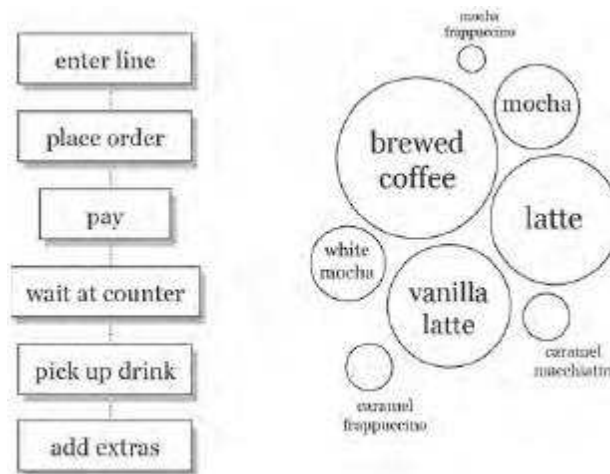 enter line
place order
pay
wait at counter
pick up drink
add extras
mocha
frappuccino
mocha
brewed
coffee
latte
white
mocha
vanilla
latte
caramel
macchiatto
caramel
frappuccino